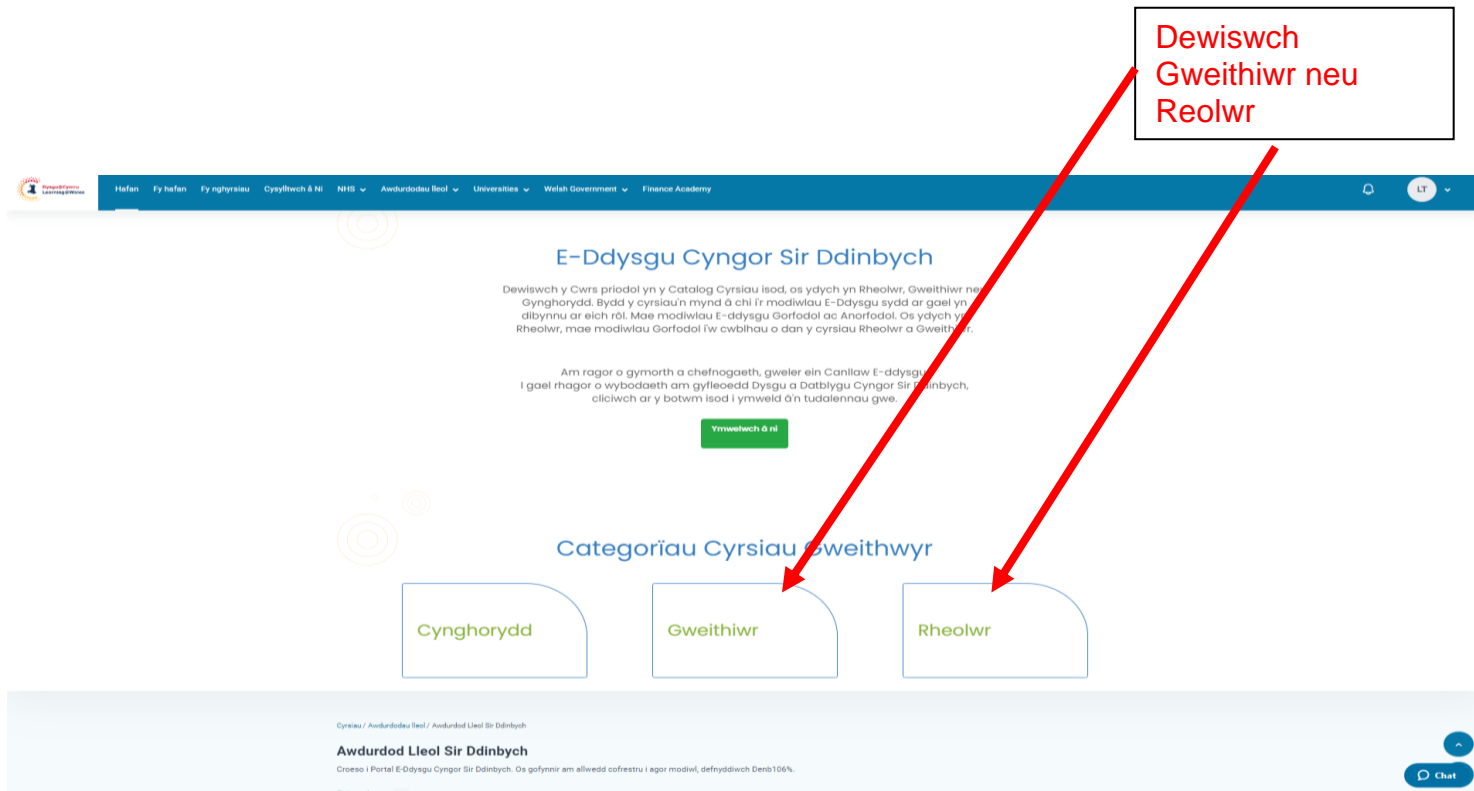 Dewiswch
Gweithiwr neu
Reolwr
Dysgu@Cymru
Learning@Wales
Hafan Fy hafan Fy nghyrsiau Cysylltwch â Ni NHS Awdurdodau lleol Universities Welsh Government Finance Academy LT
E-Ddysgu Cyngor Sir Ddinbych
Dewiswch y Cwrs priodol yn y Catalog Cyrsiau isod, os ydych yn Rheolwr, Gweithiwr neu
Gynghorydd. Bydd y cyrsiau'n mynd â chi i'r modiwlau E-Ddysgu sydd ar gael yn
dibynnu ar eich rôl. Mae modiwlau E-ddysgu Gorfodol ac Anorfodol. Os ydych yn
Rheolwr, mae modiwlau Gorfodol i'w cwblhau o dan y cyrsiau Rheolwr a Gweithiwr.
Am ragor o gymorth a chefnogaeth, gweler ein Canllaw E-ddysgu
I gael rhagor o wybodaeth am gyfleoedd Dysgu a Datblygu Cyngor Sir Ddinbych,
cliciwch ar y botwm isod i ymweld â'n tudalennau gwe.
Ymwelwch â ni
Categorïau Cyrsiau Gweithwyr
Cynghorydd Gweithiwr Rheolwr
Cyrsiau / Awdurdodau lleol / Awdurdod Lleol Sir Ddinbych
Awdurdod Lleol Sir Ddinbych
Croeso i Portal E-Ddysgu Cyngor Sir Ddinbych. Os gofynnir am allwedd cofrestru i agor modiwl, defnyddiwch Denb106%.
Chat